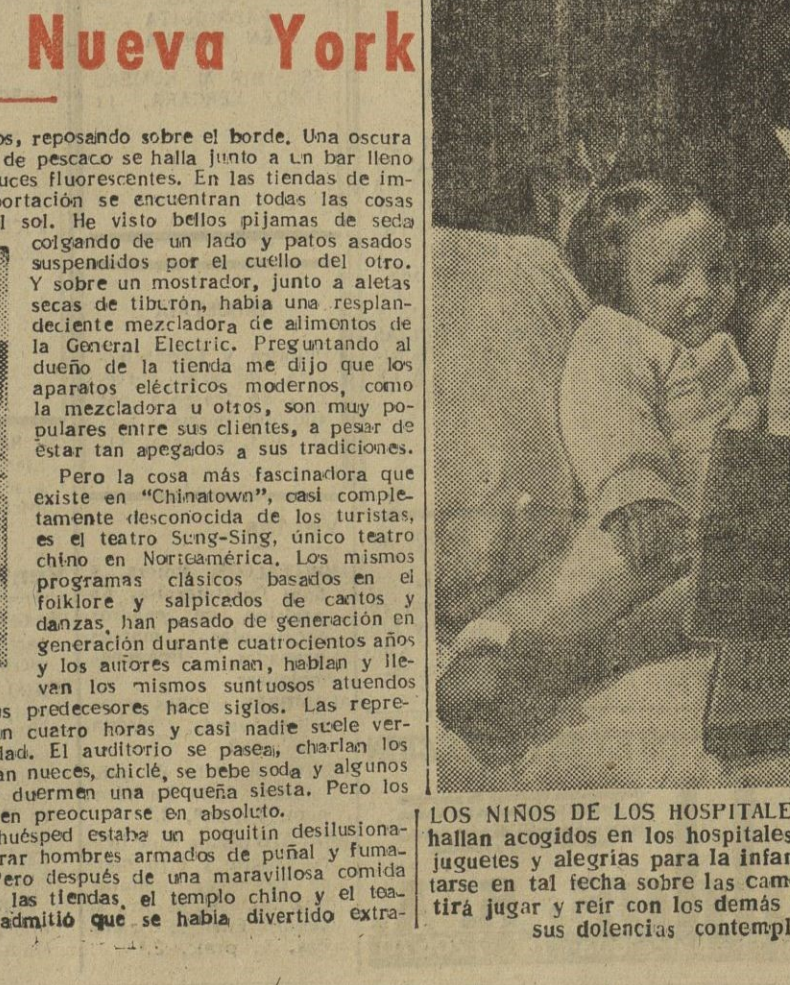 Nueva York
os, reposando sobre el borde. Una oscura
de pescaco se halla junto a un bar lleno
uces fluorescentes. En las tiendas de im-
portación se encuentran todas las cosas
l sol. He visto bellos pijamas de seda
colgando de un lado y patos asados
suspendidos por el cuello del otro.
Y sobre un mostrador, junto a aletas
secas de tiburón, habia una resplan-
deciente mezcladora de alimentos de
la General Electric. Preguntando al
dueño de la tienda me dijo que los
aparatos eléctricos modernos, como
la mezcladora u otros, son muy po-
pulares entre sus clientes, a pesar de
estar tan apegados a sus tradiciones.
Pero la cosa más fascinadora que
existe en "Chinatown", casi comple-
tamente desconocida de los turistas,
es el teatro Sung-Sing, único teatro
chino en Norteamérica. Los mismos
programas clásicos basados en el
folklore y salpicados de cantos y
danzas, han pasado de generación en
generación durante cuatrocientos años
y los autores caminan, hablan y lle-
van los mismos suntuosos atuendos
s predecesores hace siglos. Las repre-
n cuatro horas y casi nadie suele ver-
lad. El auditorio se pasea, charlan los
an nueces, chiclé, se bebe soda y algunos
duermen una pequeña siesta. Pero los
en preocuparse en absoluto.
huésped estaba un poquitin desilusiona-
rar hombres armados de puñal y fuma-
ero después de una maravillosa comida
las tiendas, el templo chino y el tea-
admitió que se habia divertido extra-
LOS NIÑOS DE LOS HOSPITALE
hallan acogidos en los hospitales
juguetes y alegrías para la infan
tarse en tal fecha sobre las cam
tirá jugar y reir con los demás
sus dolencias contempl